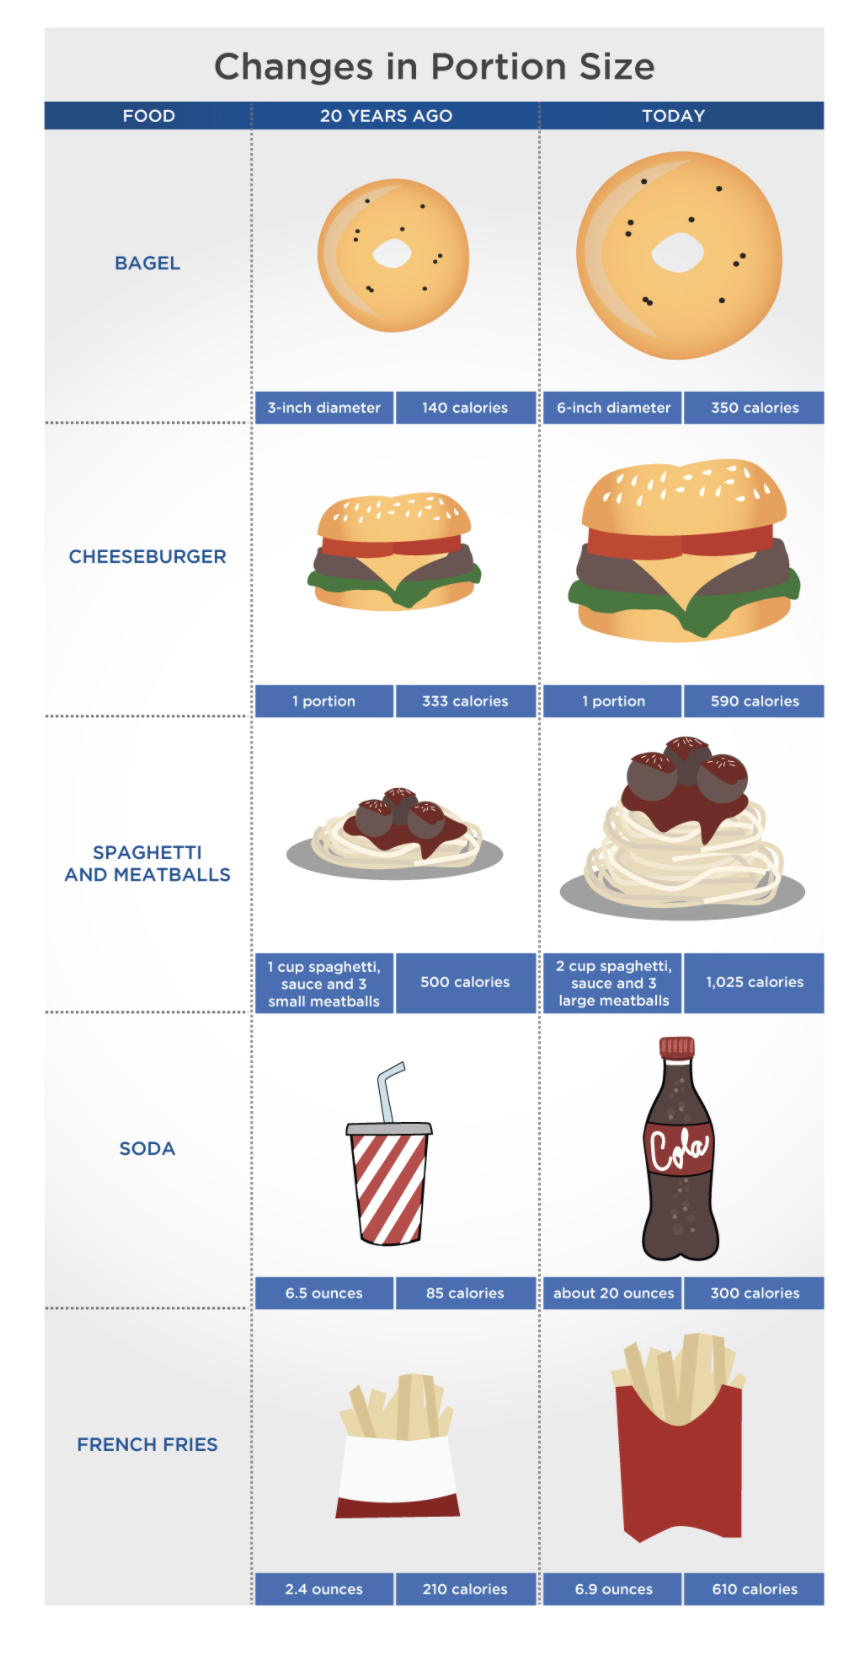 Changes in Portion Size
FOOD
20 YEARS AGO
TODAY
BAGEL
3-inch diameter
140 calories
6-inch diameter
350 calories
CHEESEBURGER
1 portion
333 calories
1 portion
590 calories
SPAGHETTI
AND MEATBALLS
1 cup spaghetti,
sauce and 3
small meatballs
500 calories
2 cup spaghetti,
sauce and 3
large meatballs
1,025 calories
SODA
Cola
6.5 ounces
85 calories
about 20 ounces
300 calories
FRENCH FRIES
2.4 ounces
210 calories
6.9 ounces
610 calories